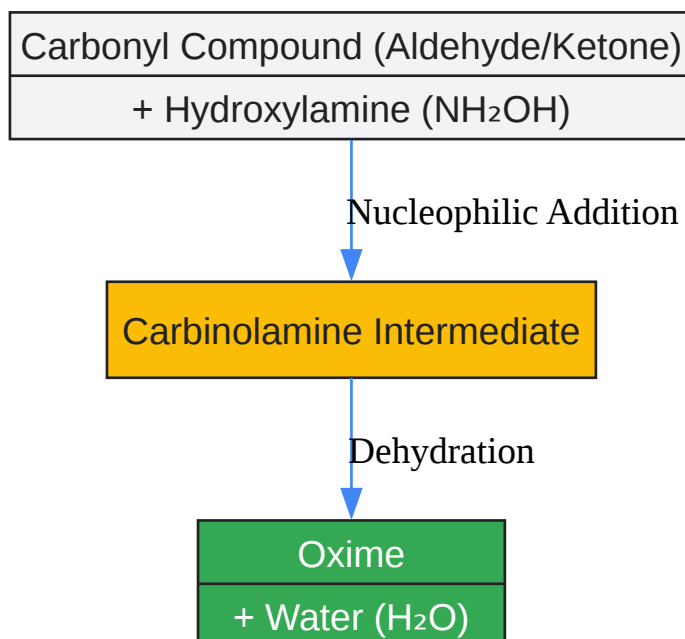 Carbonyl Compound (Aldehyde/Ketone)
+ Hydroxylamine (NH₂OH)
Nucleophilic Addition
Carbinolamine Intermediate
Dehydration
Oxime
+ Water (H₂O)